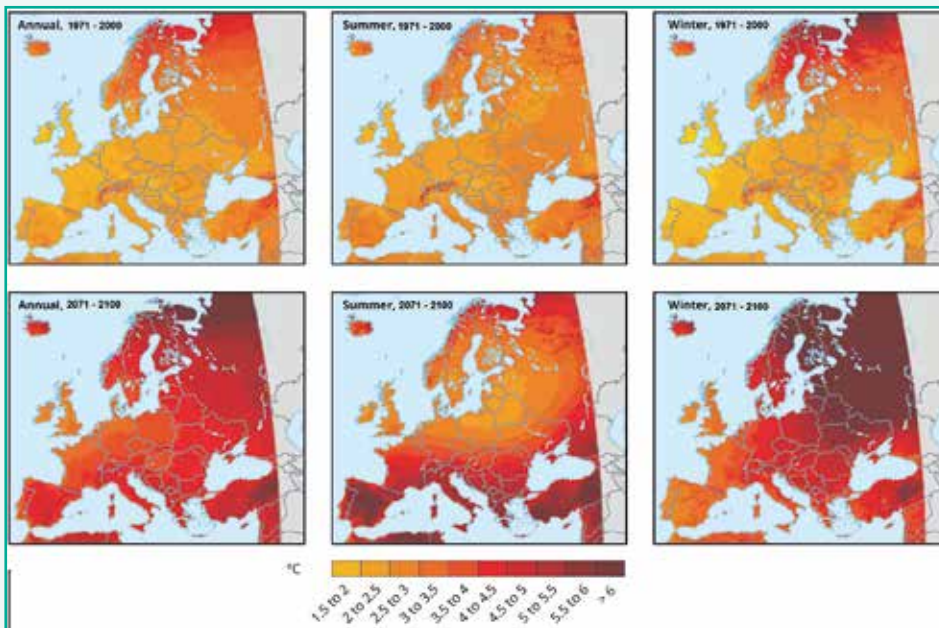 Annual, 1971 - 2000
Summer, 1971 - 2000
Winter, 1971 - 2000
Annual, 2071 - 2100
Summer, 2071 - 2100
Winter, 2071 - 2100
°C
1.5 to 2
2 to 2.5
2.5 to 3
3 to 3.5
3.5 to 4
4 to 4.5
4.5 to 5
5 to 5.5
5.5 to 6
> 6